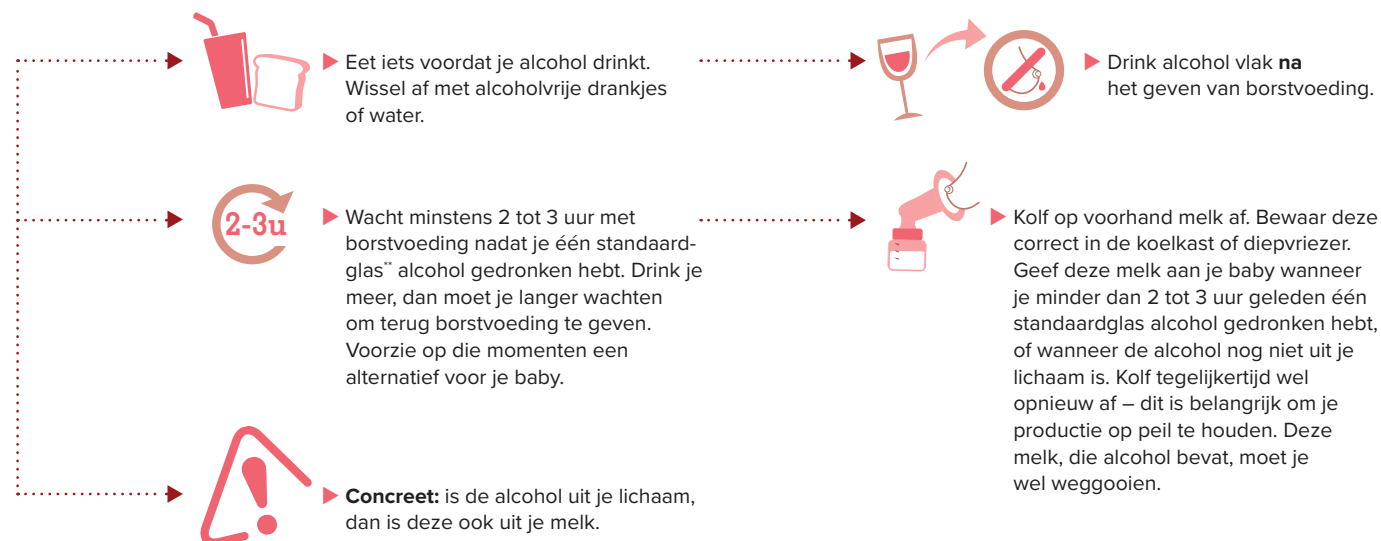 Eet iets voordat je alcohol drinkt.
Wissel af met alcoholvrije drankjes
of water.
Drink alcohol vlak na
het geven van borstvoeding.
2-3u
Wacht minstens 2 tot 3 uur met
borstvoeding nadat je één standaard-
glas** alcohol gedronken hebt. Drink je
meer, dan moet je langer wachten
om terug borstvoeding te geven.
Voorzie op die momenten een
alternatief voor je baby.
Kolf op voorhand melk af. Bewaar deze
correct in de koelkast of diepvriezer.
Geef deze melk aan je baby wanneer
je minder dan 2 tot 3 uur geleden één
standaardglas alcohol gedronken hebt,
of wanneer de alcohol nog niet uit je
lichaam is. Kolf tegelijkertijd wel
opnieuw af – dit is belangrijk om je
productie op peil te houden. Deze
melk, die alcohol bevat, moet je
wel weggooien.
Concreet: is de alcohol uit je lichaam,
dan is deze ook uit je melk.